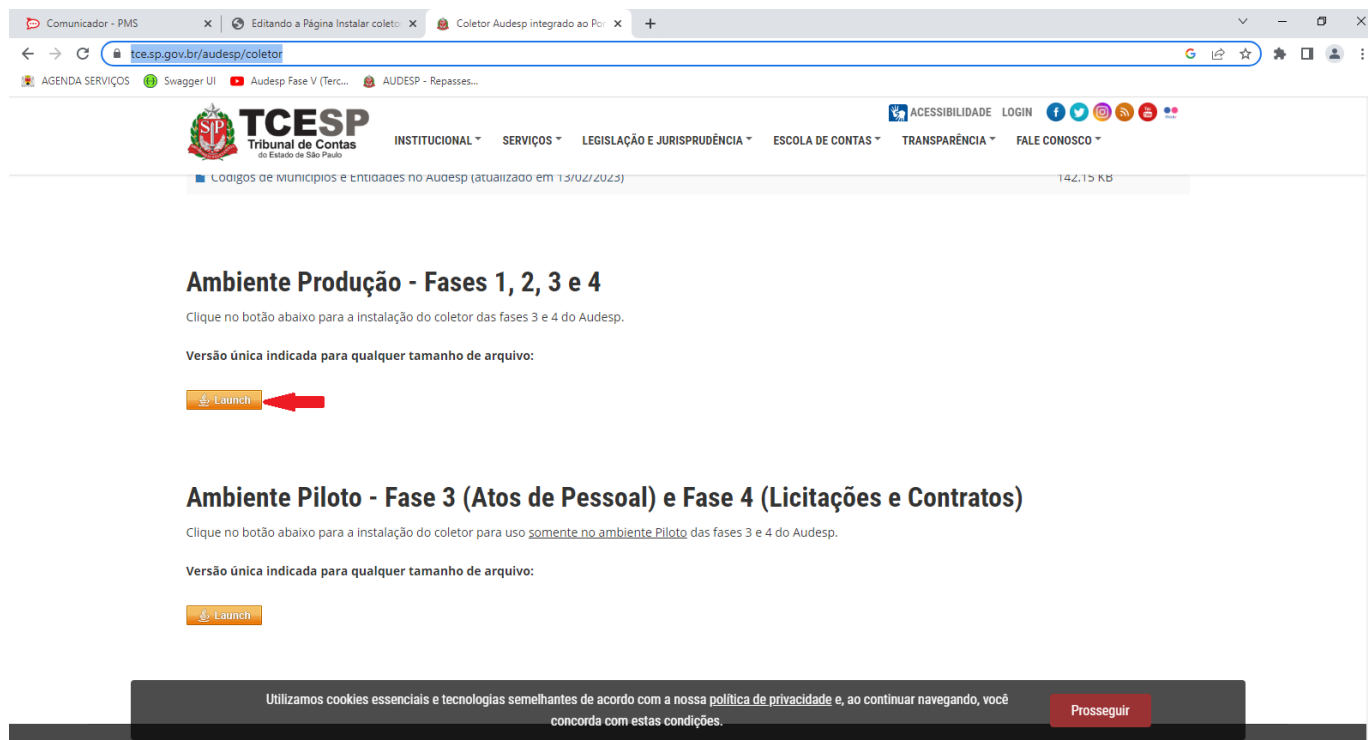 Comunicador - PMS
Editando a Página Instalar coleto
Coletor Audesp integrado ao Por
tce.sp.gov.br/audesp/coletor
AGENDA SERVIÇOS
Swagger UI
Audesp Fase V (Terc...
AUDESP - Repasses...
TCESP
Tribunal de Contas
do Estado de São Paulo
ACESSIBILIDADE LOGIN
INSTITUCIONAL SERVIÇOS LEGISLAÇÃO E JURISPRUDÊNCIA ESCOLA DE CONTAS TRANSPARÊNCIA FALE CONOSCO
Códigos de Municípios e Entidades no Audesp (atualizado em 13/02/2023) 142.15 KB
Ambiente Produção - Fases 1, 2, 3 e 4
Clique no botão abaixo para a instalação do coletor das fases 3 e 4 do Audesp.
Versão única indicada para qualquer tamanho de arquivo:
Launch
Ambiente Piloto - Fase 3 (Atos de Pessoal) e Fase 4 (Licitações e Contratos)
Clique no botão abaixo para a instalação do coletor para uso somente no ambiente Piloto das fases 3 e 4 do Audesp.
Versão única indicada para qualquer tamanho de arquivo:
Launch
Utilizamos cookies essenciais e tecnologias semelhantes de acordo com a nossa política de privacidade e, ao continuar navegando, você
concorda com estas condições.
Prosseguir